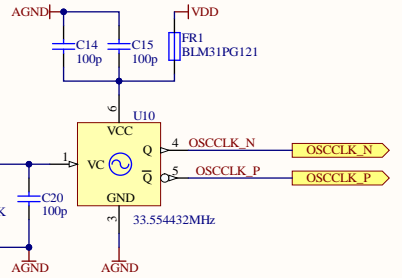 AGND
VDD
C14
100p
C15
100p
FR1
BLM31PG121
6
U10
VCC
1
VC
Q
4
OSCCLK_N
OSCCLK_N
Q
5
OSCCLK_P
OSCCLK_P
C20
100p
GND
3
33.554432MHz
K
AGND
AGND